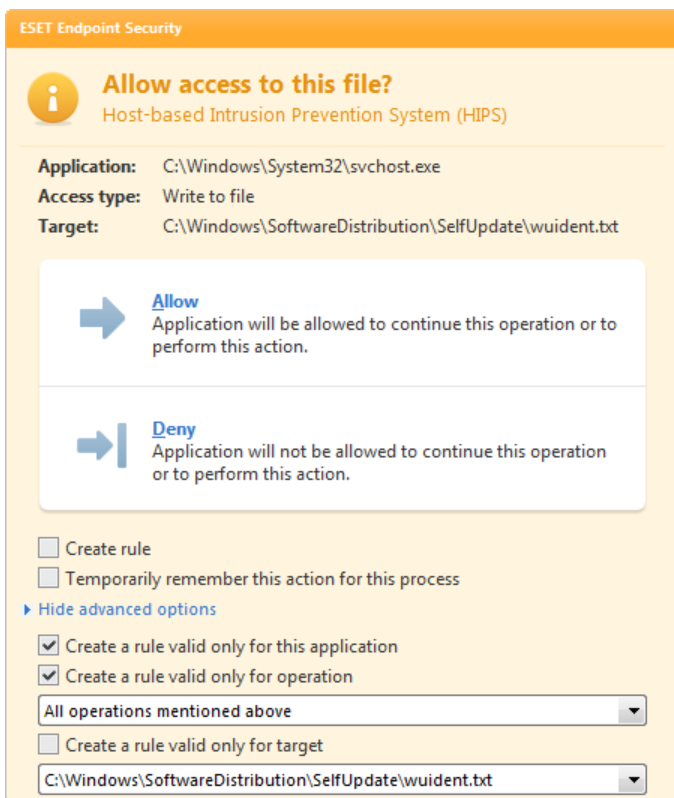 ESET Endpoint Security
Allow access to this file?
Host-based Intrusion Prevention System (HIPS)
Application: C:\Windows\System32\svchost.exe
Access type: Write to file
Target: C:\Windows\SoftwareDistribution\SelfUpdate\wuident.txt
Allow
Application will be allowed to continue this operation or to
perform this action.
Deny
Application will not be allowed to continue this operation
or to perform this action.
Create rule
Temporarily remember this action for this process
Hide advanced options
Create a rule valid only for this application
Create a rule valid only for operation
All operations mentioned above
Create a rule valid only for target
C:\Windows\SoftwareDistribution\SelfUpdate\wuident.txt